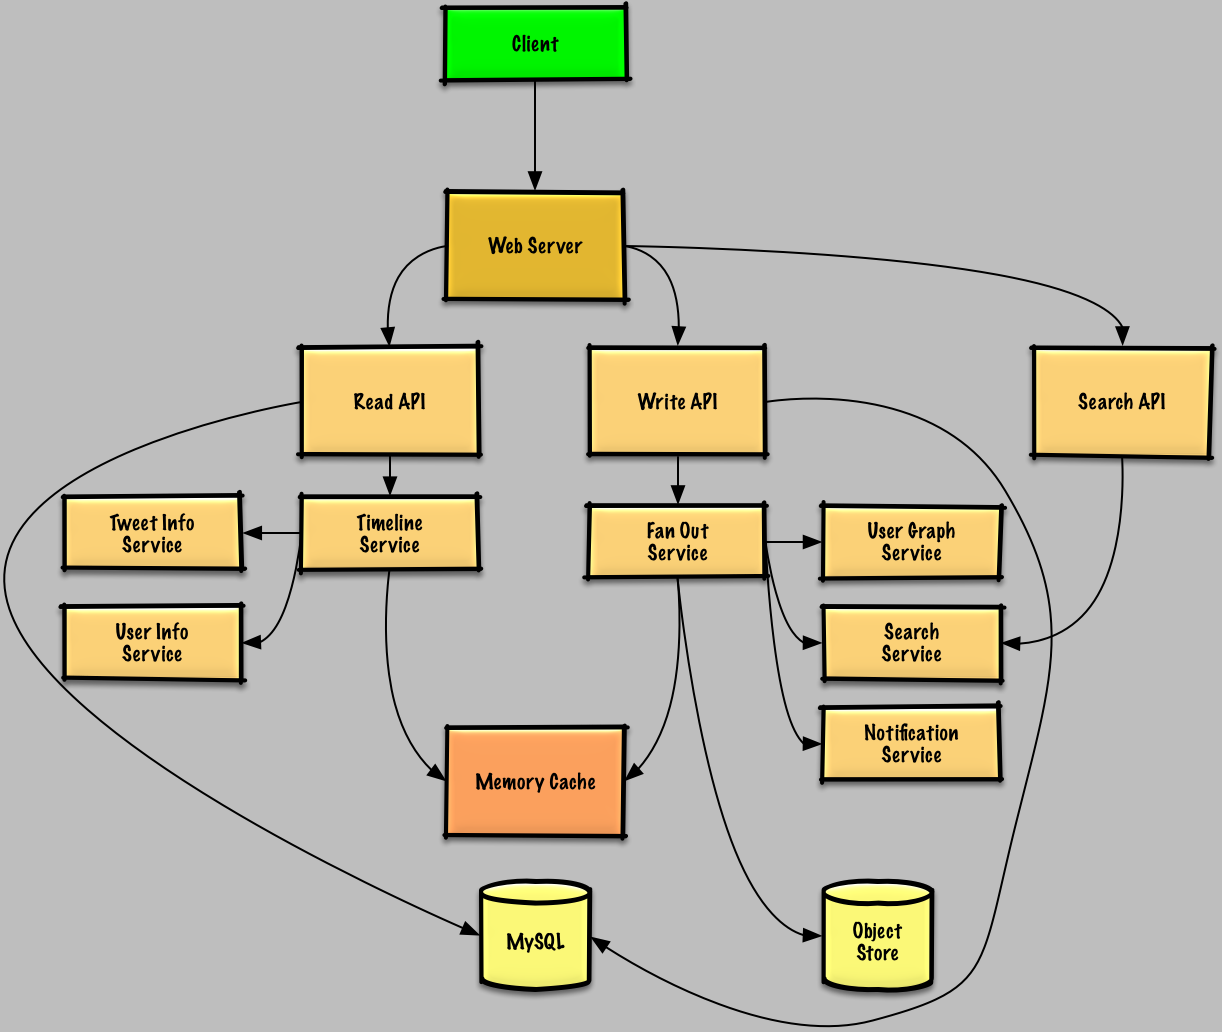 Client
Web Server
Read API
Write API
Search API
Tweet Info
Service
Timeline
Service
Fan Out
Service
User Graph
Service
User Info
Service
Search
Service
Notification
Service
Memory Cache
MySQL
Object
Store